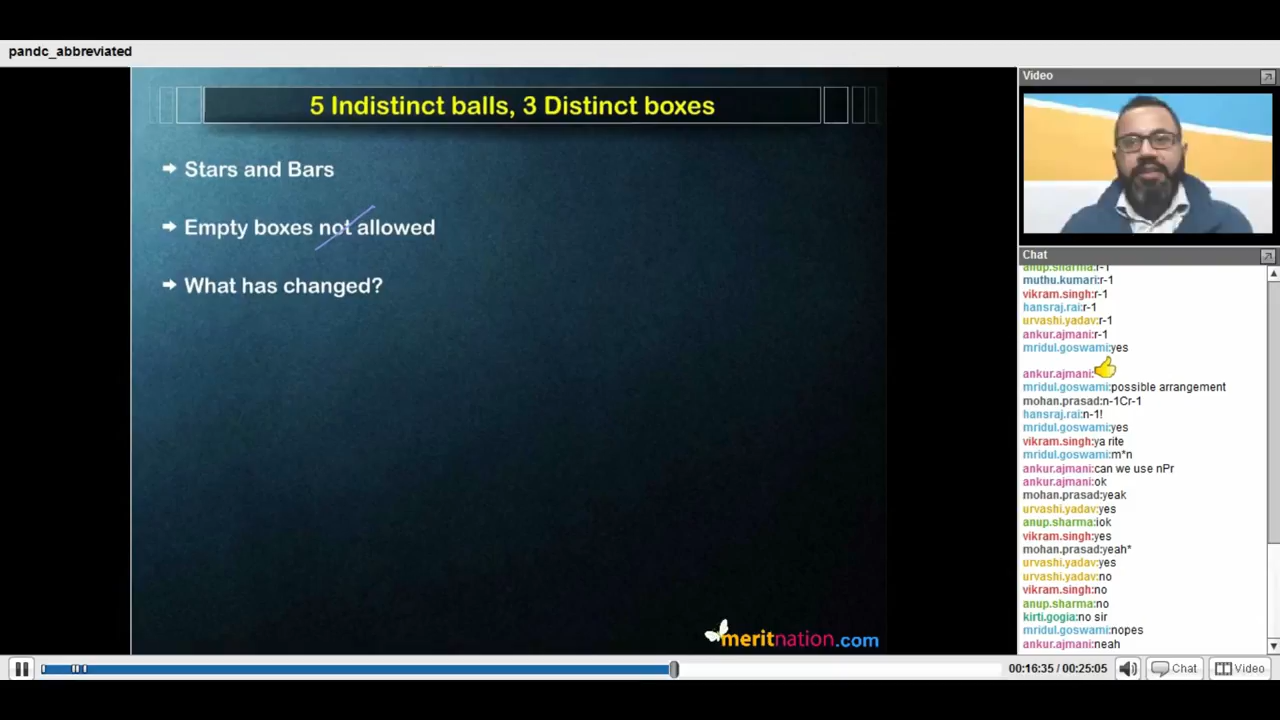 pandc_abbreviated
5 Indistinct balls, 3 Distinct boxes
Stars and Bars
Empty boxes not allowed
What has changed?
meritnation.com
Video
Chat
anup.sharma:r-1
muthu.kumari:r-1
vikram.singh:r-1
hansraj.rai:r-1
urvashi.yadav:r-1
ankur.ajmani:r-1
mridul.goswami:yes
ankur.ajmani:
mridul.goswami:possible arrangement
mohan.prasad:n-1Cr-1
hansraj.rai:n-1!
mridul.goswami:yes
vikram.singh:ya rite
mridul.goswami:m*n
ankur.ajmani:can we use nPr
ankur.ajmani:ok
mohan.prasad:yeak
urvashi.yadav:yes
anup.sharma:iok
vikram.singh:yes
mohan.prasad:yeah*
urvashi.yadav:yes
urvashi.yadav:no
vikram.singh:no
anup.sharma:no
kirti.gogia:no sir
mridul.goswami:nopes
ankur.ajmani:neah
00:16:35 / 00:25:05
Chat
Video